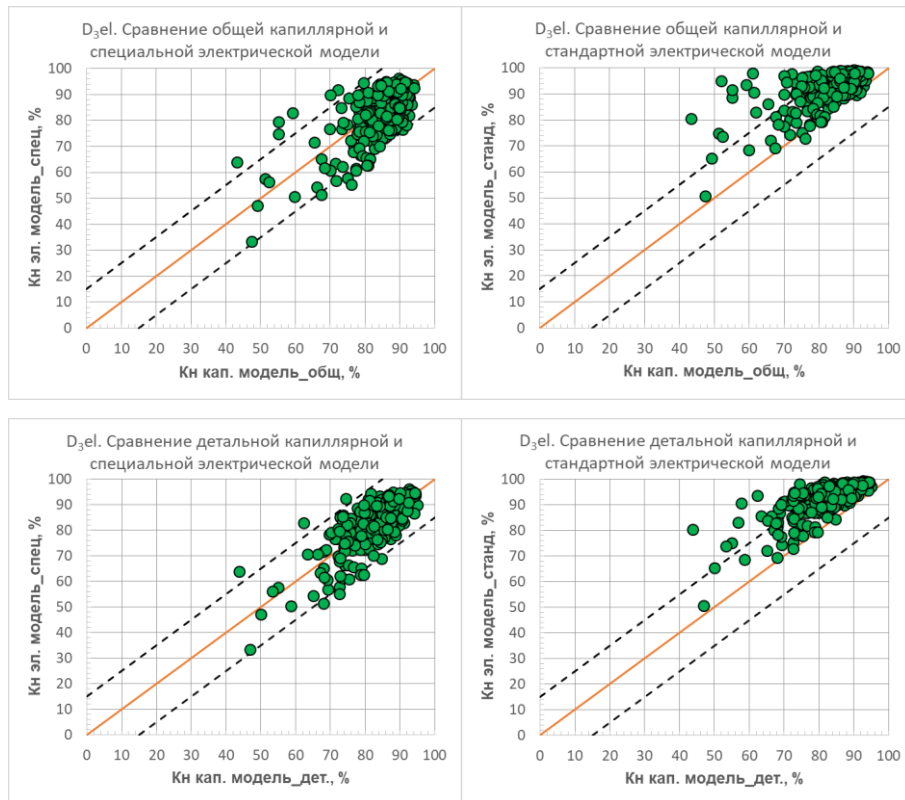 D₃el. Сравнение общей капиллярной и
специальной электрической модели
Кн эл. модель_спец, %
100
90
80
70
60
50
40
30
20
10
0
0 10 20 30 40 50 60 70 80 90 100
Кн кап. модель_общ, %
D₃el. Сравнение общей капиллярной и
стандартной электрической модели
Кн эл. модель_станд, %
100
90
80
70
60
50
40
30
20
10
0
0 10 20 30 40 50 60 70 80 90 100
Кн кап. модель_общ, %
D₃el. Сравнение детальной капиллярной и
специальной электрической модели
Кн эл. модель_спец, %
100
90
80
70
60
50
40
30
20
10
0
0 10 20 30 40 50 60 70 80 90 100
Кн кап. модель_дет., %
D₃el. Сравнение детальной капиллярной и
стандартной электрической модели
Кн эл. модель_станд, %
100
90
80
70
60
50
40
30
20
10
0
0 10 20 30 40 50 60 70 80 90 100
Кн кап. модель_дет., %